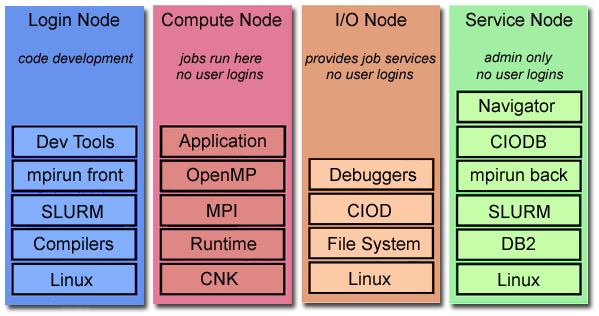 Login Node
code development
Dev Tools
mpirun front
SLURM
Compilers
Linux
Compute Node
jobs run here
no user logins
Application
OpenMP
MPI
Runtime
CNK
I/O Node
provides job services
no user logins
Debuggers
CIOD
File System
Linux
Service Node
admin only
no user logins
Navigator
CIODB
mpirun back
SLURM
DB2
Linux